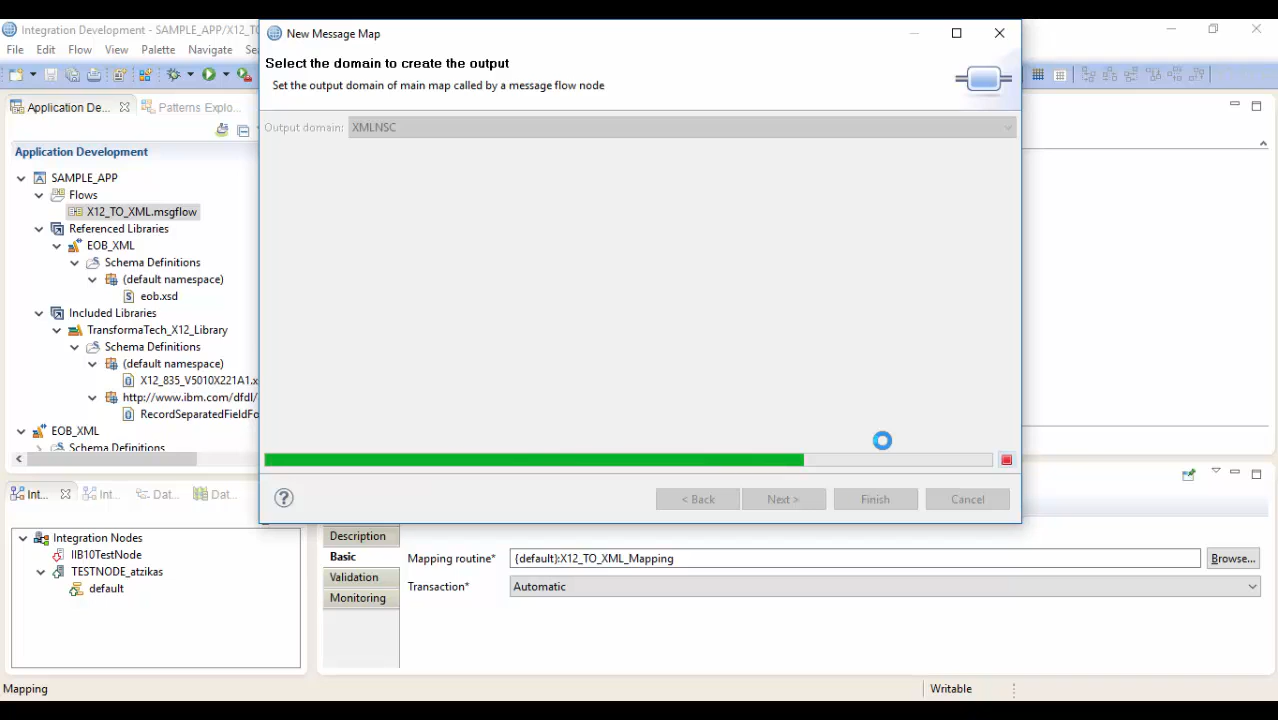 Integration Development - SAMPLE_APP/X12_TO
New Message Map
File Edit Flow View Palette Navigate
Select the domain to create the output
Set the output domain of main map called by a message flow node
Application De...
Patterns Explo...
Output domain: XMLNSC
Application Development
SAMPLE_APP
Flows
X12_TO_XML.msgflow
Referenced Libraries
EOB_XML
Schema Definitions
(default namespace)
eob.xsd
Included Libraries
TransformaTech_X12_Library
Schema Definitions
(default namespace)
X12_835_V5010X221A1.x
http://www.ibm.com/dfdl/
RecordSeparatedFieldFo
EOB_XML
Schema Definitions
< Back Next > Finish Cancel
Int... Int... Dat... Dat...
Integration Nodes
IIB10TestNode
TESTNODE_atzikas
default
Description
Basic
Validation
Monitoring
Mapping routine* {default}:X12_TO_XML_Mapping Browse...
Transaction* Automatic
Mapping
Writable